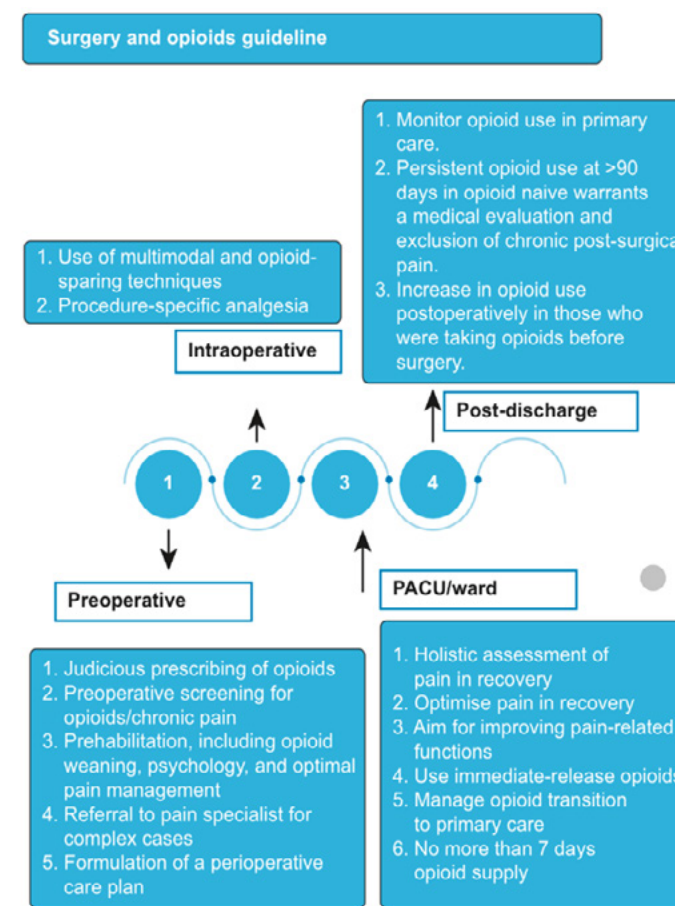 Surgery and opioids guideline
1. Monitor opioid use in primary
care.
2. Persistent opioid use at >90
days in opioid naive warrants
a medical evaluation and
exclusion of chronic post-surgica
pain.
3. Increase in opioid use
postoperatively in those who
were taking opioids before
surgery.
1. Use of multimodal and opioid-
sparing techniques
2. Procedure-specific analgesia
Intraoperative
Post-discharge
1
2
3
4
Preoperative
PACU/ward
1. Judicious prescribing of opioids
2. Preoperative screening for
opioids/chronic pain
3. Prehabilitation, including opioid
weaning, psychology, and optimal
pain management
4. Referral to pain specialist for
complex cases
5. Formulation of a perioperative
care plan
1. Holistic assessment of
pain in recovery
2. Optimise pain in recovery
3. Aim for improving pain-related
functions
4. Use immediate-release opioids
5. Manage opioid transition
to primary care
6. No more than 7 days
opioid supply